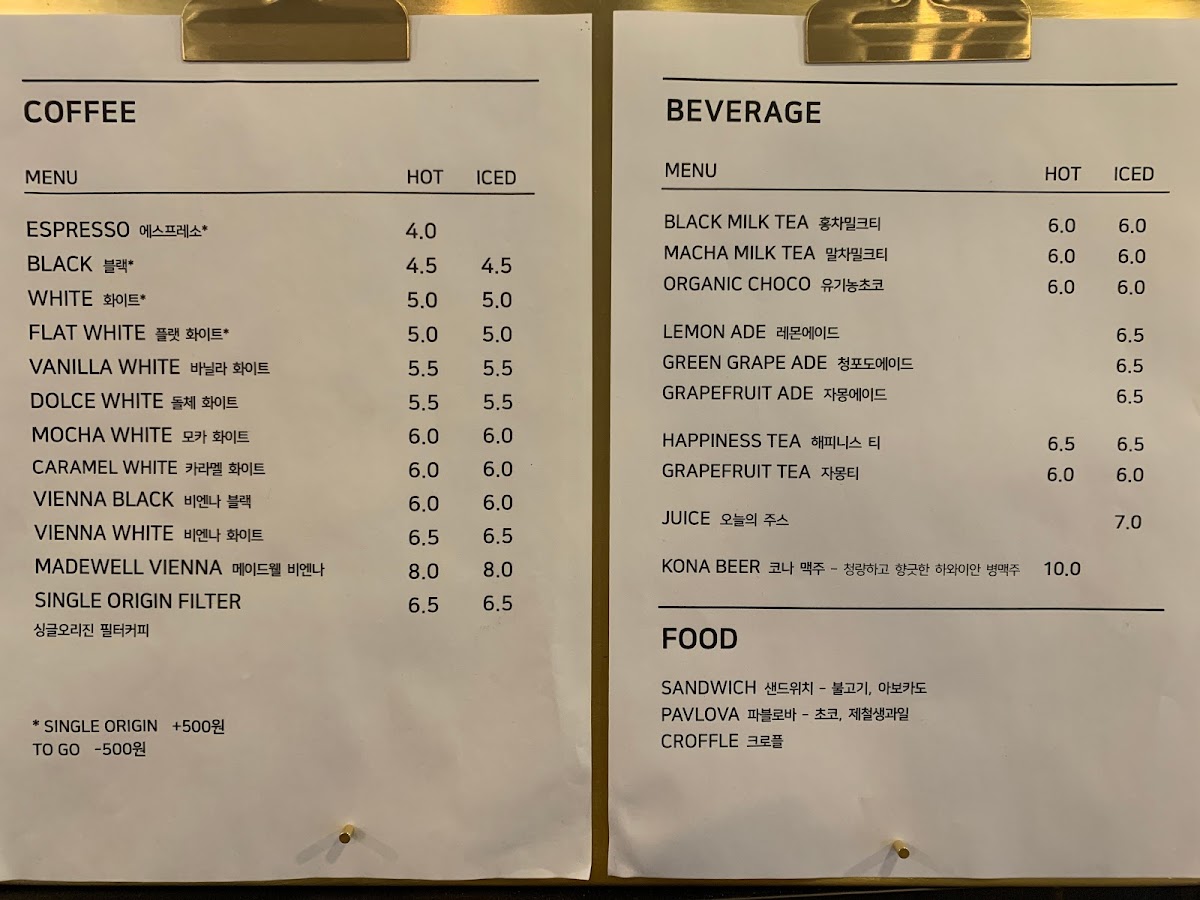 COFFEE
MENU HOT ICED
ESPRESSO 에스프레소* 4.0
BLACK 블랙* 4.5 4.5
WHITE 화이트* 5.0 5.0
FLAT WHITE 플랫 화이트* 5.0 5.0
VANILLA WHITE 바닐라 화이트 5.5 5.5
DOLCE WHITE 돌체 화이트 5.5 5.5
MOCHA WHITE 모카 화이트 6.0 6.0
CARAMEL WHITE 카라멜 화이트 6.0 6.0
VIENNA BLACK 비엔나 블랙 6.0 6.0
VIENNA WHITE 비엔나 화이트 6.5 6.5
MADEWELL VIENNA 메이드웰 비엔나 8.0 8.0
SINGLE ORIGIN FILTER 6.5 6.5
싱글오리진 필터커피
* SINGLE ORIGIN +500원
TO GO -500원
BEVERAGE
MENU HOT ICED
BLACK MILK TEA 홍차밀크티 6.0 6.0
MACHA MILK TEA 말차밀크티 6.0 6.0
ORGANIC CHOCO 유기농초코 6.0 6.0
LEMON ADE 레몬에이드 6.5
GREEN GRAPE ADE 청포도에이드 6.5
GRAPEFRUIT ADE 자몽에이드 6.5
HAPPINESS TEA 해피니스 티 6.5 6.5
GRAPEFRUIT TEA 자몽티 6.0 6.0
JUICE 오늘의 주스 7.0
KONA BEER 코나 맥주 - 청량하고 향긋한 하와이안 병맥주 10.0
FOOD
SANDWICH 샌드위치 - 불고기, 아보카도
PAVLOVA 파블로바 - 초코, 제철생과일
CROFFLE 크로플